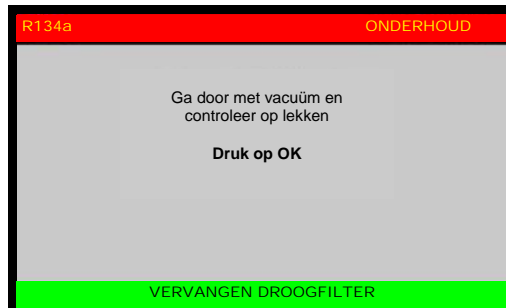 R134a ONDERHOUD
Ga door met vacuüm en
controleer op lekken
Druk op OK
VERVANGEN DROOGFILTER